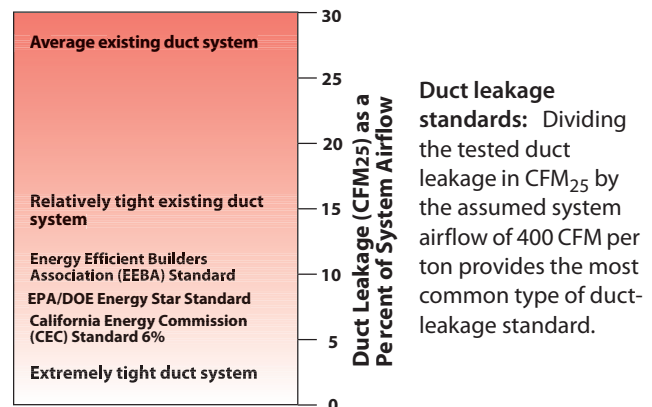 Average existing duct system
Relatively tight existing duct
system
Energy Efficient Builders
Association (EEBA) Standard
EPA/DOE Energy Star Standard
California Energy Commission
(CEC) Standard 6%
Extremely tight duct system
30
25
20
15
10
5
0
Duct Leakage (CFM25) as a
Percent of System Airflow
Duct leakage
standards: Dividing
the tested duct
leakage in CFM25 by
the assumed system
airflow of 400 CFM per
ton provides the most
common type of duct-
leakage standard.